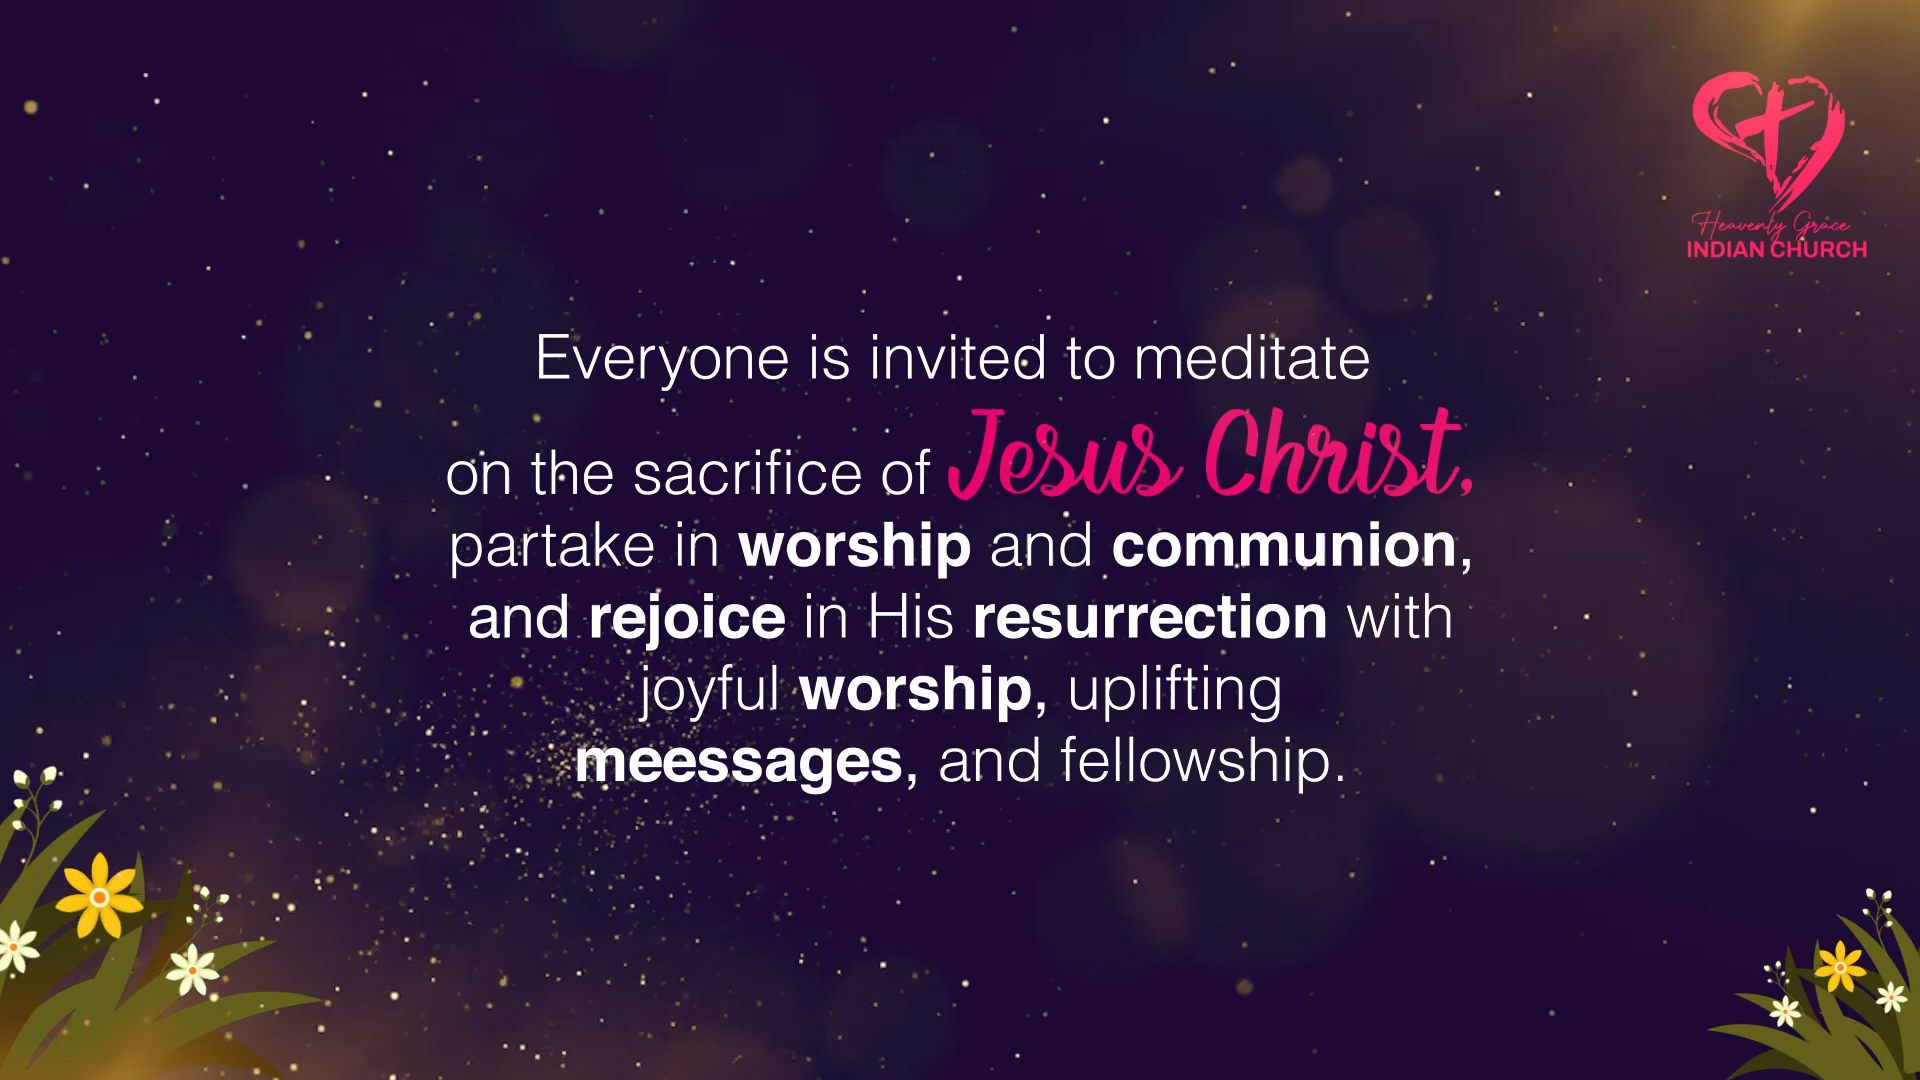 Heavenly Grace
INDIAN CHURCH
Everyone is invited to meditate
on the sacrifice of Jesus Christ,
partake in worship and communion,
and rejoice in His resurrection with
joyful worship, uplifting
meessages, and fellowship.